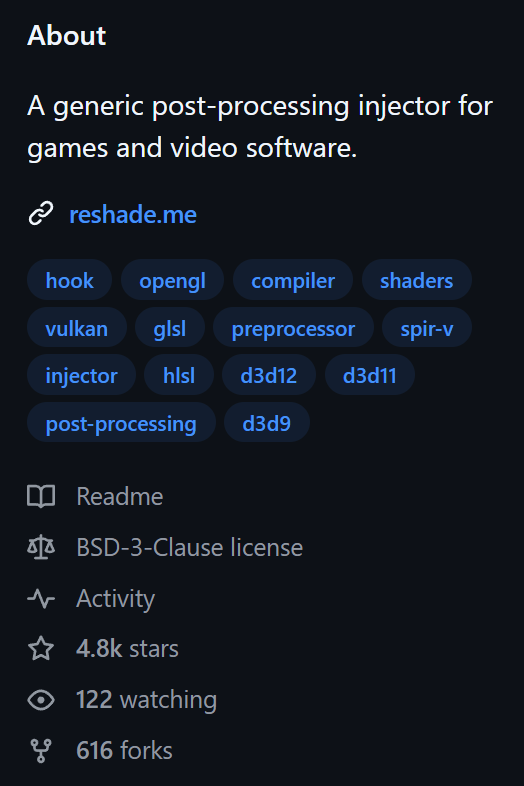 About
A generic post-processing injector for
games and video software.
reshade.me
hook opengl compiler shaders
vulkan glsl preprocessor spir-v
injector hlsl d3d12 d3d11
post-processing d3d9
Readme
BSD-3-Clause license
Activity
4.8k stars
122 watching
616 forks